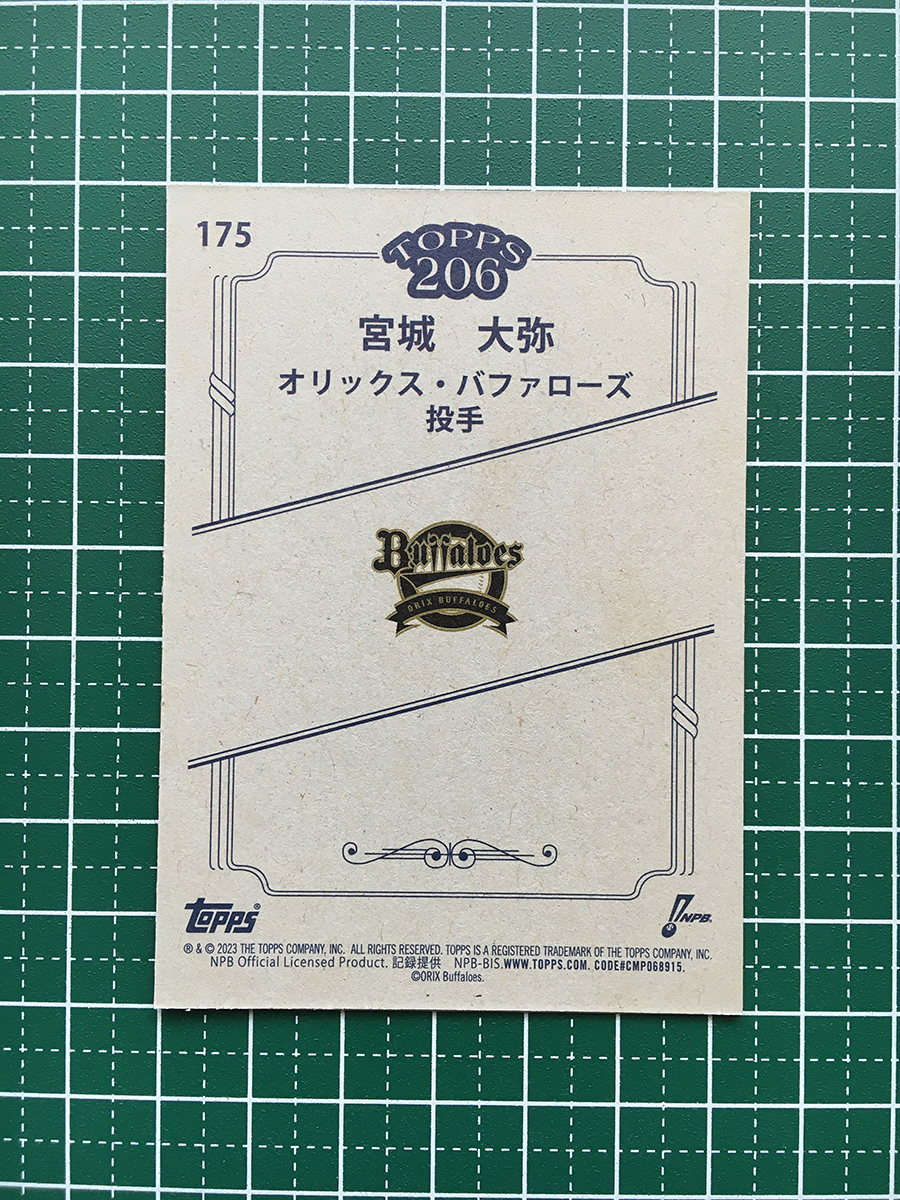 175
TOPPS
206
宮城 大弥
オリックス・バファローズ
投手
Buffaloes
ORIX BUFFALOES
topps®
NPB.
® & © 2023 THE TOPPS COMPANY, INC. ALL RIGHTS RESERVED. TOPPS IS A REGISTERED TRADEMARK OF THE TOPPS COMPANY, INC.
NPB Official Licensed Product. 記録提供 NPB-BIS.WWW.TOPPS.COM. CODE#CMP068915.
©ORIX Buffaloes.